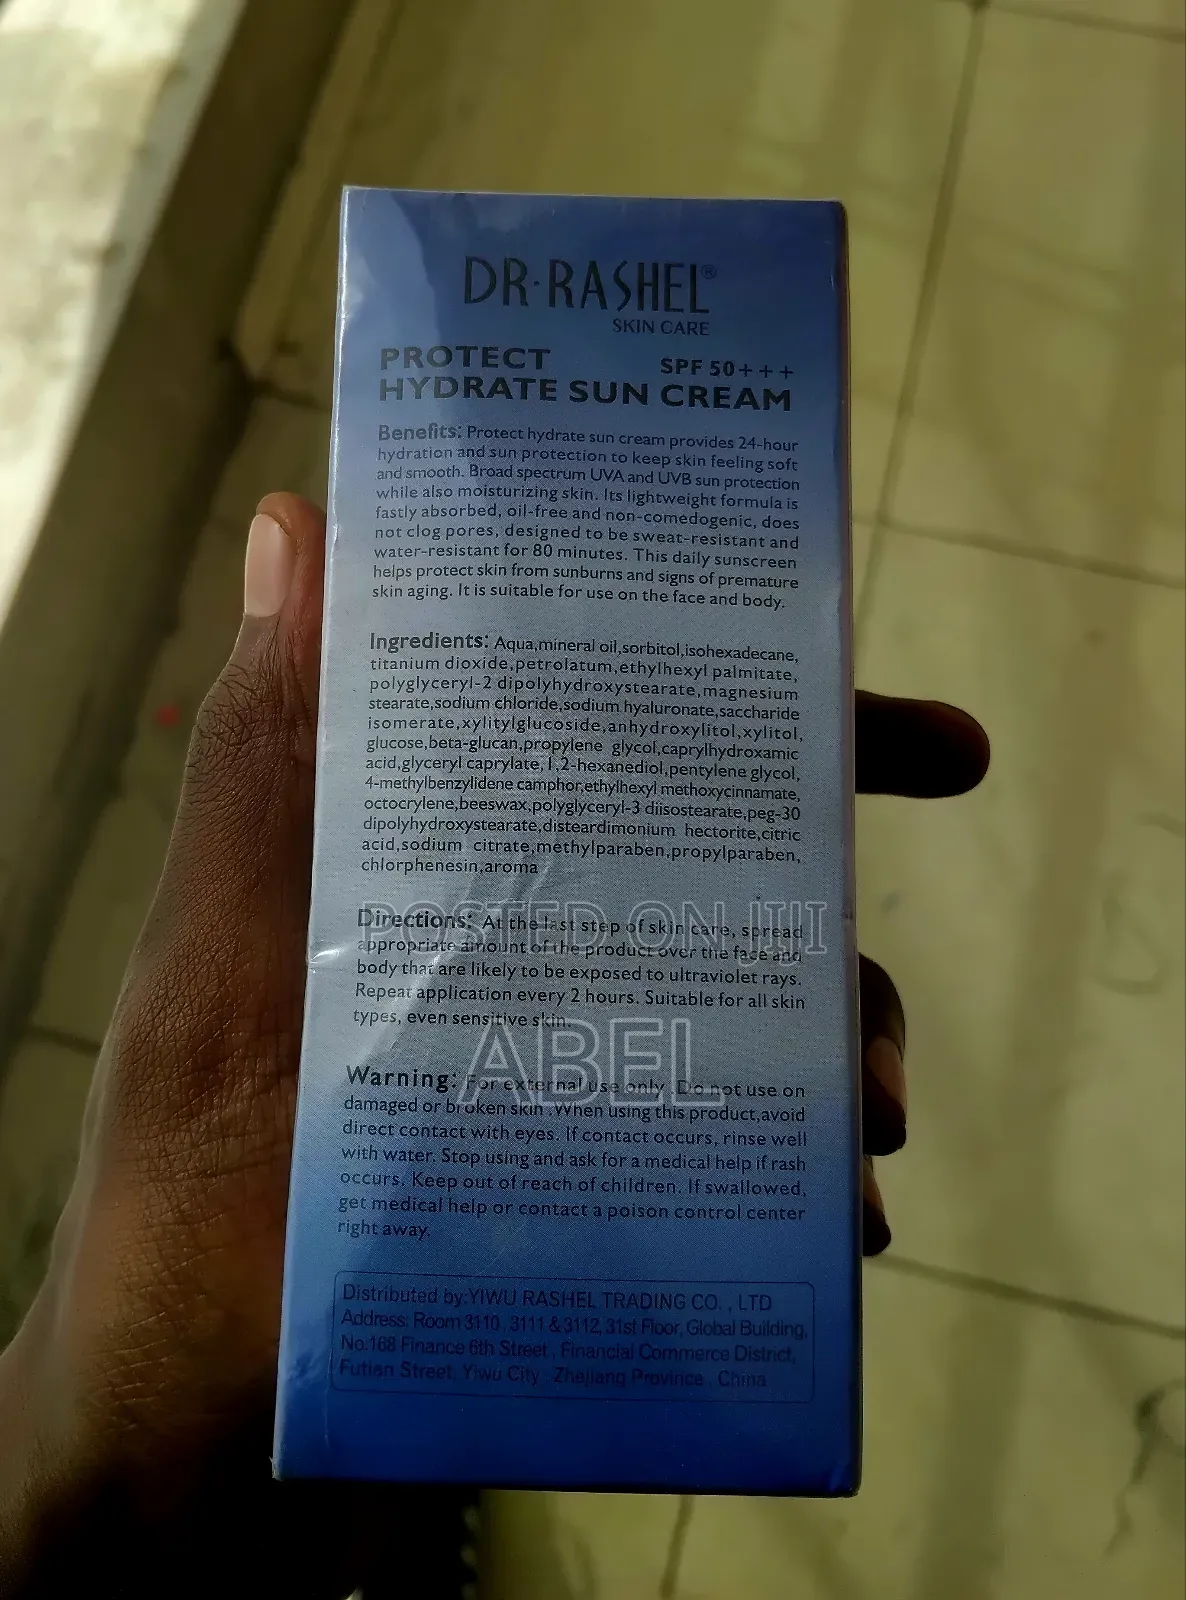 DR·RASHEL®
SKIN CARE
PROTECT SPF 50+++
HYDRATE SUN CREAM
Benefits: Protect hydrate sun cream provides 24-hour
hydration and sun protection to keep skin feeling soft
and smooth. Broad spectrum UVA and UVB sun protection
while also moisturizing skin. Its lightweight formula is
fastly absorbed, oil-free and non-comedogenic, does
not clog pores, designed to be sweat-resistant and
water-resistant for 80 minutes. This daily sunscreen
helps protect skin from sunburns and signs of premature
skin aging. It is suitable for use on the face and body.
Ingredients: Aqua,mineral oil,sorbitol,isohexadecane,
titanium dioxide,petrolatum,ethylhexyl palmitate,
polyglyceryl-2 dipolyhydroxystearate,magnesium
stearate,sodium chloride,sodium hyaluronate,saccharide
isomerate,xylitylglucoside,anhydroxylitol,xylitol,
glucose,beta-glucan,propylene glycol,caprylhydroxamic
acid,glyceryl caprylate,1,2-hexanediol,pentylene glycol,
4-methylbenzylidene camphor,ethylhexyl methoxycinnamate,
octocrylene,beeswax,polyglyceryl-3 diisostearate,peg-30
dipolyhydroxystearate,disteardimonium hectorite,citric
acid,sodium citrate,methylparaben,propylparaben,
chlorphenesin,aroma
POSTED ON JIJI
Directions: At the last step of skin care, spread
appropriate amount of the product over the face and
body that are likely to be exposed to ultraviolet rays.
Repeat application every 2 hours. Suitable for all skin
types, even sensitive skin.
ABEL
Warning: For external use only. Do not use on
damaged or broken skin .When using this product,avoid
direct contact with eyes. If contact occurs, rinse well
with water. Stop using and ask for a medical help if rash
occurs. Keep out of reach of children. If swallowed,
get medical help or contact a poison control center
right away.
Distributed by:YIWU RASHEL TRADING CO. , LTD
Address: Room 3110 , 3111 & 3112, 31st Floor, Global Building,
No.168 Finance 6th Street , Financial Commerce District,
Futian Street, Yiwu City , Zhejiang Province , China